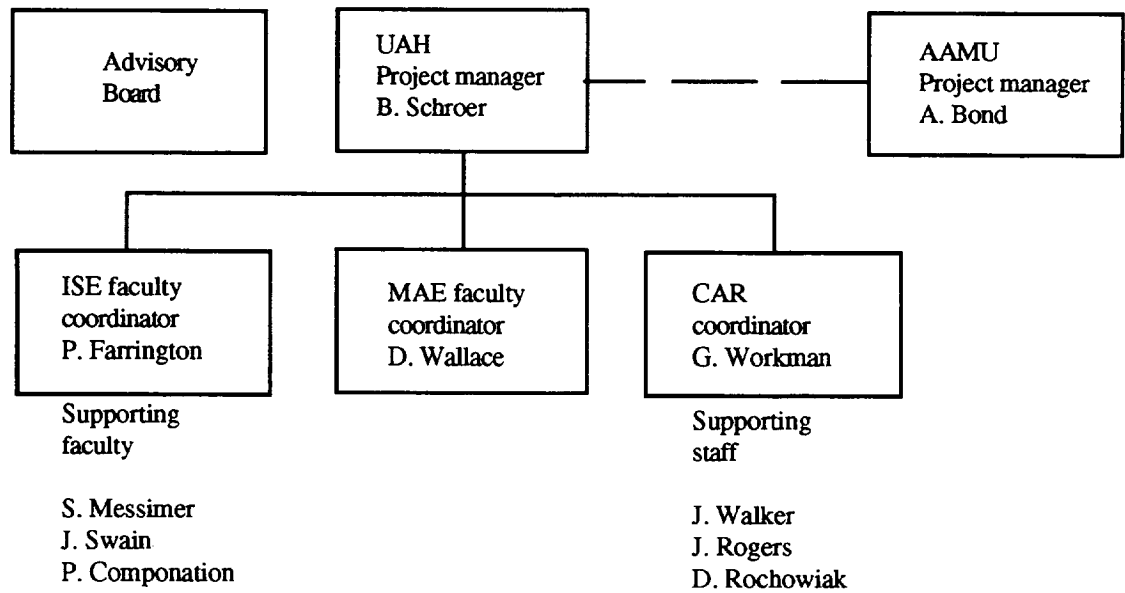 Advisory
Board
UAH
Project manager
B. Schroer
AAMU
Project manager
A. Bond
ISE faculty
coordinator
P. Farrington
Supporting
faculty
S. Messimer
J. Swain
P. Componation
MAE faculty
coordinator
D. Wallace
CAR
coordinator
G. Workman
Supporting
staff
J. Walker
J. Rogers
D. Rochowiak